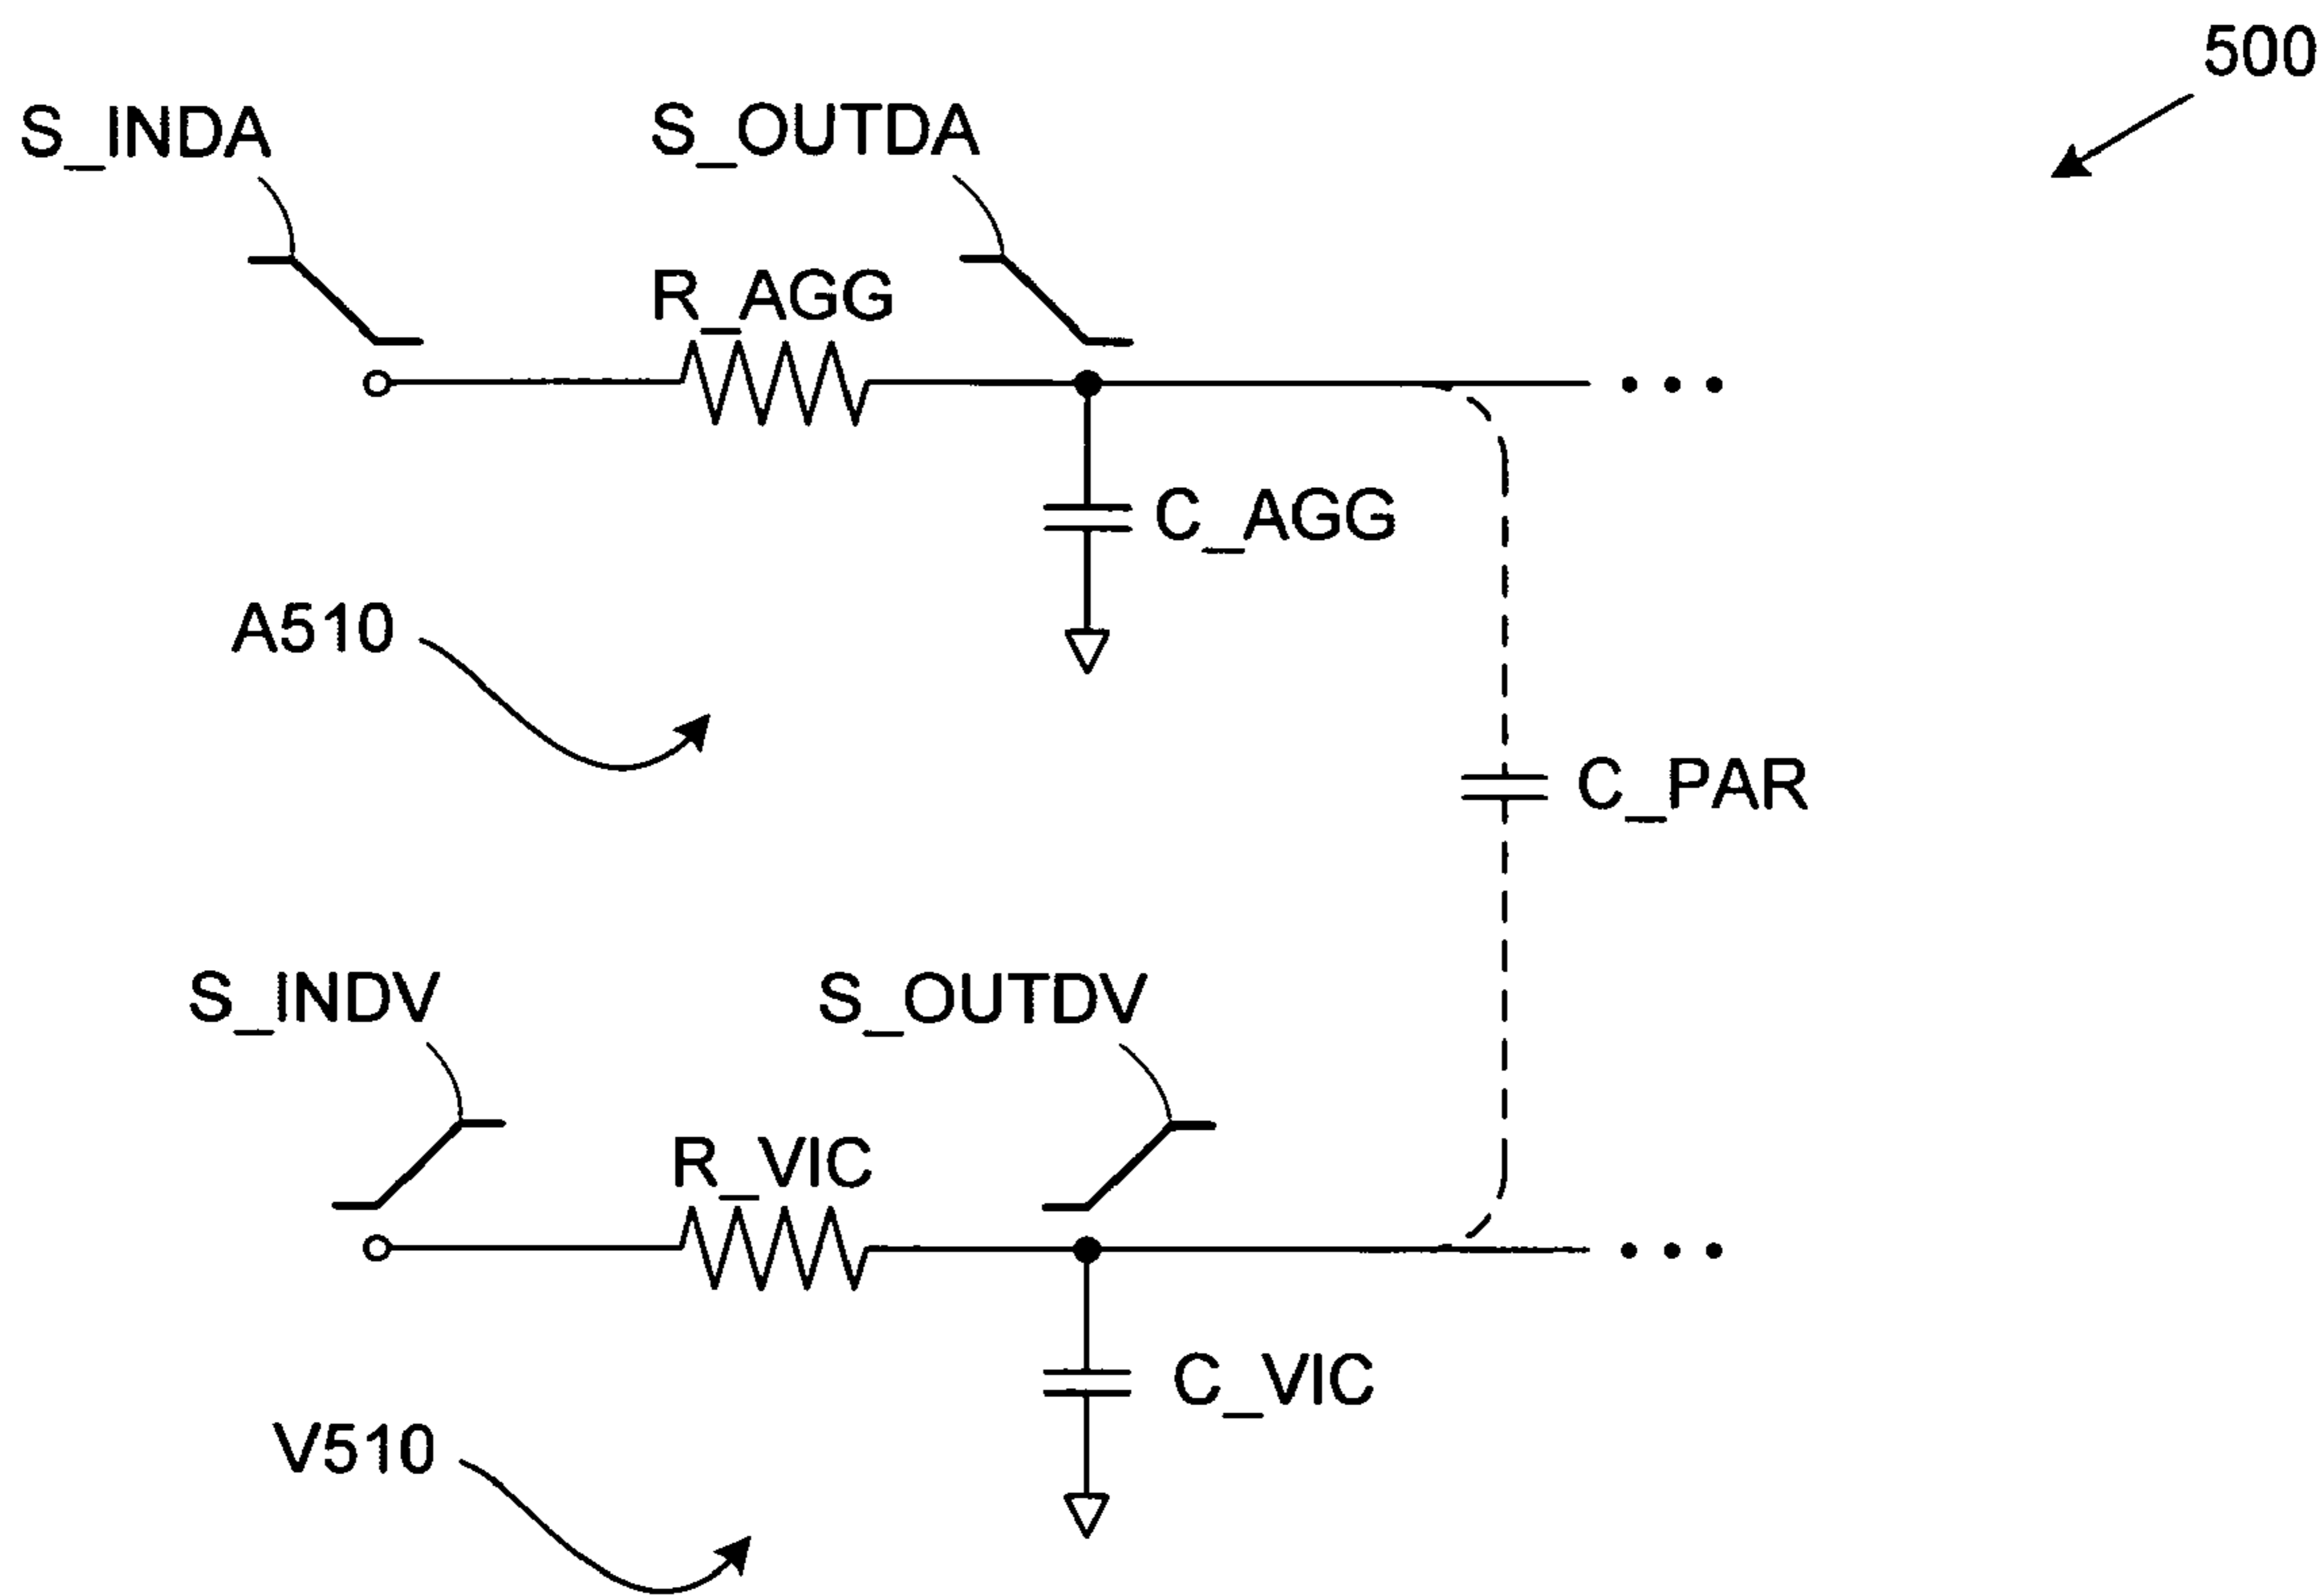 500
S_INDA
S_OUTDA
R_AGG
C_AGG
A510
C_PAR
S_INDV
S_OUTDV
R_VIC
C_VIC
V510